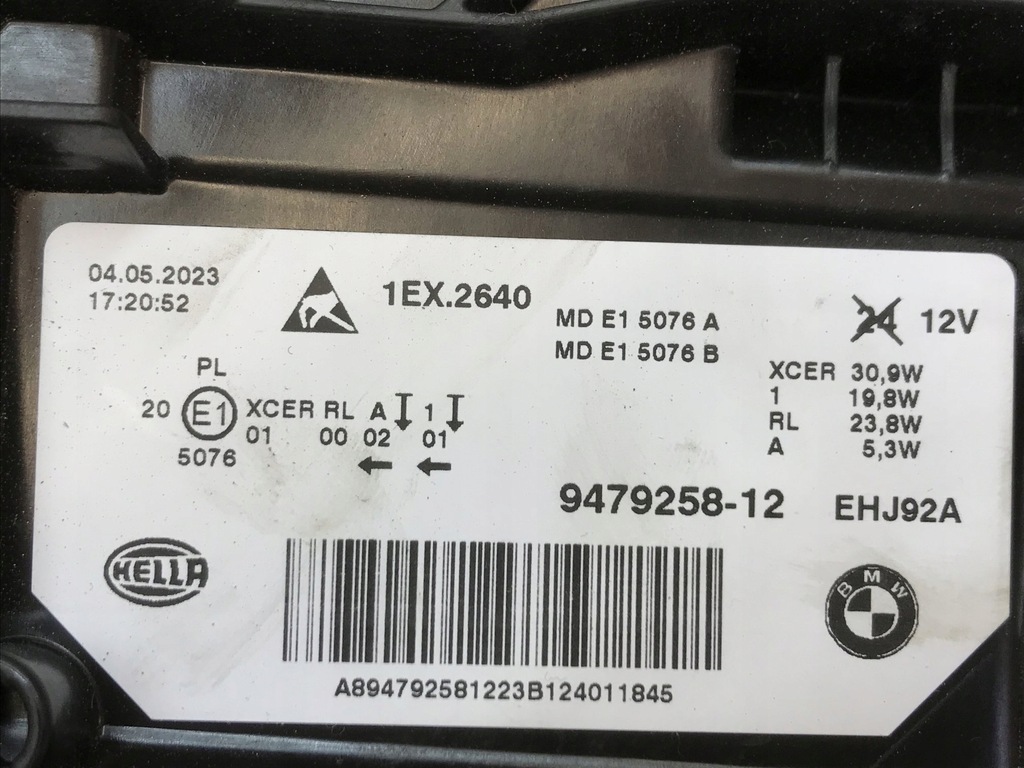 04.05.2023
17:20:52
1EX.2640
MD E1 5076 A
MD E1 5076 B
24 12V
XCER 30,9W
1 19,8W
RL 23,8W
A 5,3W
PL
20 E1 XCER RL A 1
01 00 02 01
5076
← ←
9479258-12 EHJ92A
HELLA
BMW
A894792581223B124011845